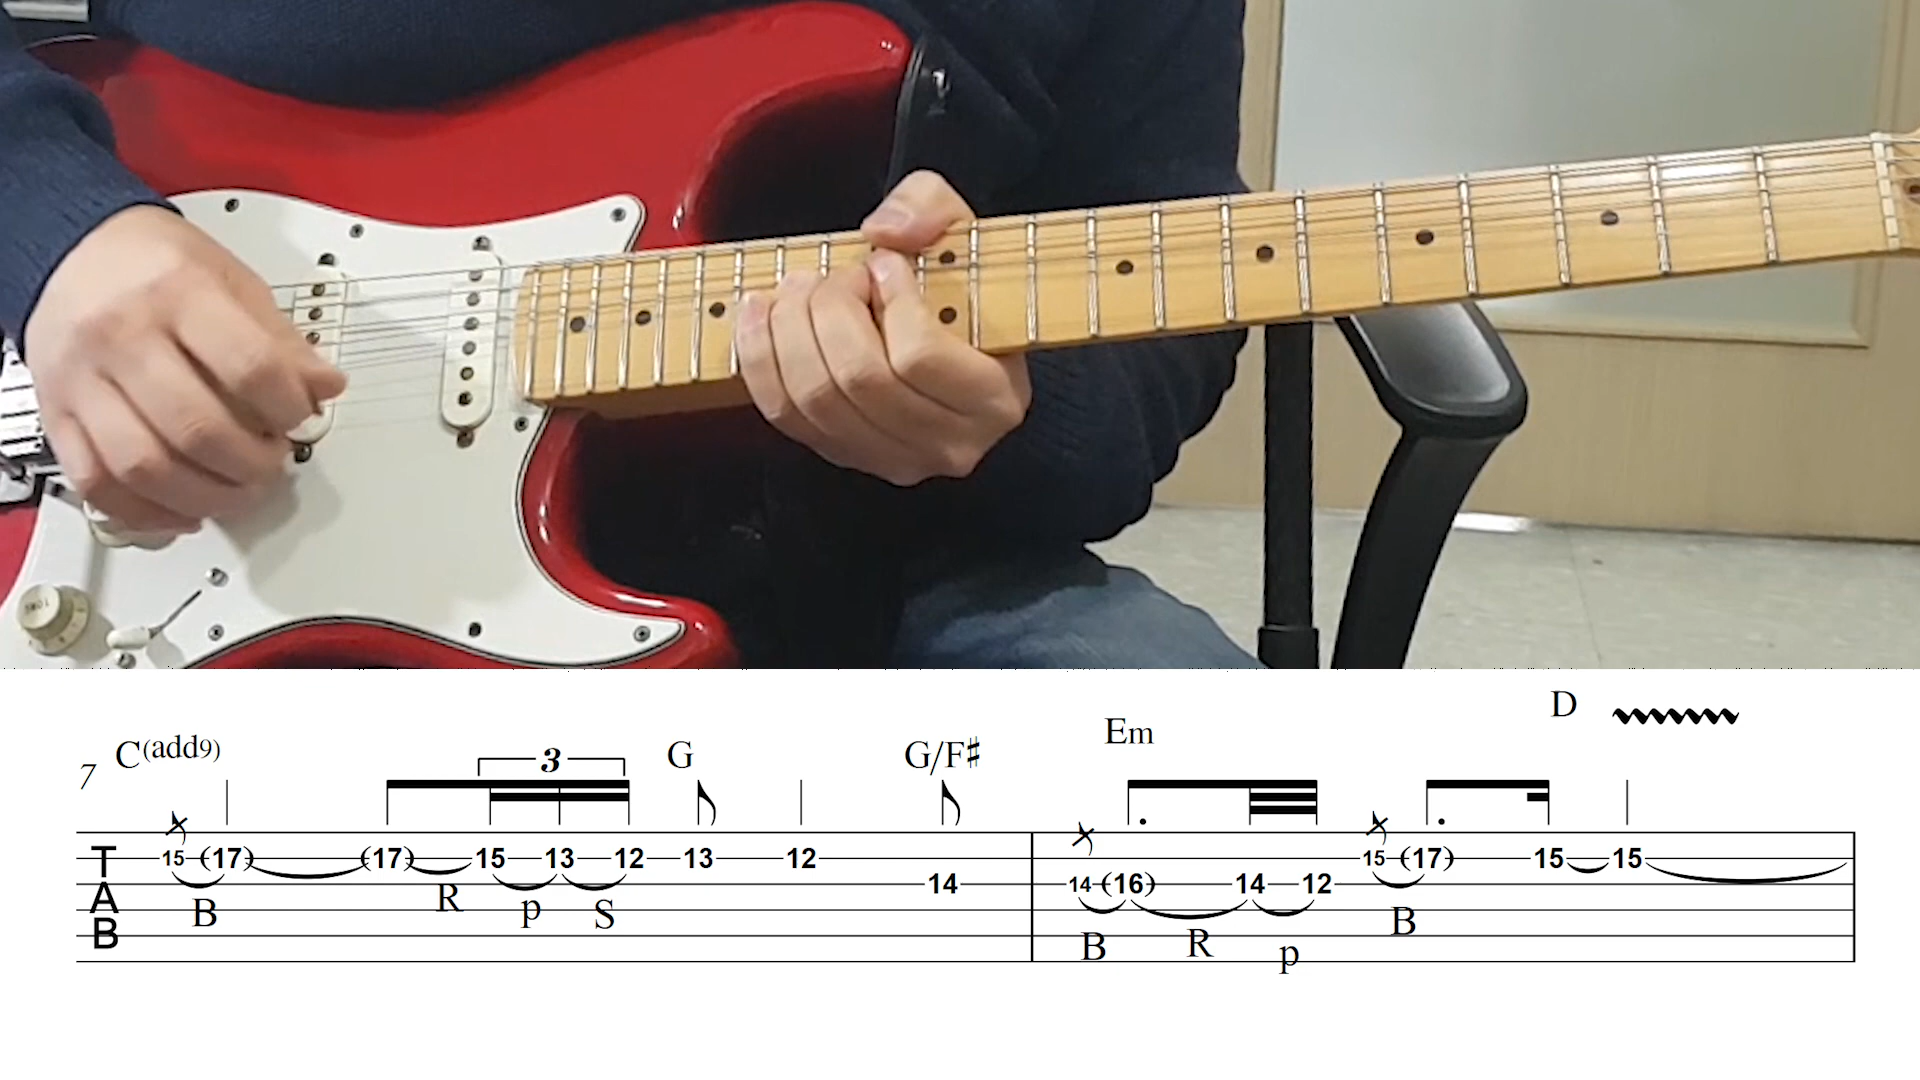 D
Em
7 C(add9) 3 G G/F♯
T 15 (17) (17) 15 13 12 13 12 15 (17) 15 15
A 14 14 (16) 14 12
B
B R p S B R p B
TONE